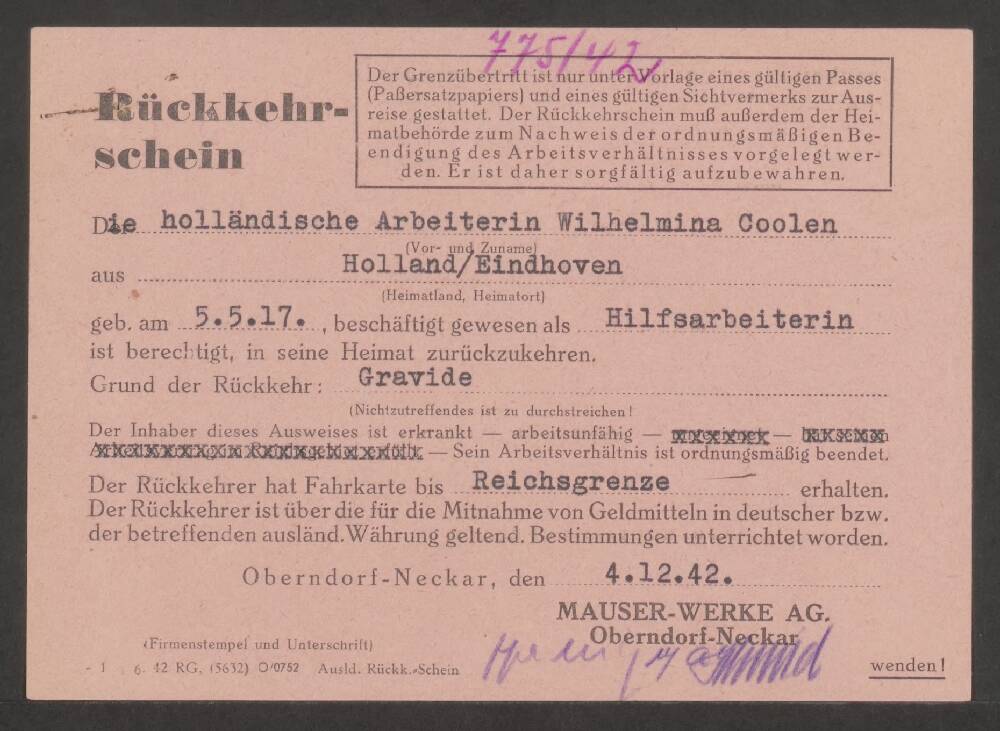 775/42
Rückkehr-
schein
Der Grenzübertritt ist nur unter Vorlage eines gültigen Passes
(Paßersatzpapiers) und eines gültigen Sichtvermerks zur Aus-
reise gestattet. Der Rückkehrschein muß außerdem der Hei-
matbehörde zum Nachweis der ordnungsmäßigen Be-
endigung des Arbeitsverhältnisses vorgelegt wer-
den. Er ist daher sorgfältig aufzubewahren.
Die holländische Arbeiterin Wilhelmina Coolen
(Vor- und Zuname)
aus Holland/Eindhoven
(Heimatland, Heimatort)
geb. am 5.5.17. , beschäftigt gewesen als Hilfsarbeiterin
ist berechtigt, in seine Heimat zurückzukehren.
Grund der Rückkehr: Gravide
(Nichtzutreffendes ist zu durchstreichen!
Der Inhaber dieses Ausweises ist erkrankt — arbeitsunfähig —
— Sein Arbeitsverhältnis ist ordnungsmäßig beendet.
Der Rückkehrer hat Fahrkarte bis Reichsgrenze erhalten.
Der Rückkehrer ist über die für die Mitnahme von Geldmitteln in deutscher bzw.
der betreffenden ausländ. Währung geltend. Bestimmungen unterrichtet worden.
Oberndorf-Neckar, den 4.12.42.
MAUSER-WERKE AG.
Oberndorf-Neckar
(Firmenstempel und Unterschrift)
- 1 6. 42 RG, (5632) O/0752 Ausld. Rückk.-Schein
wenden!